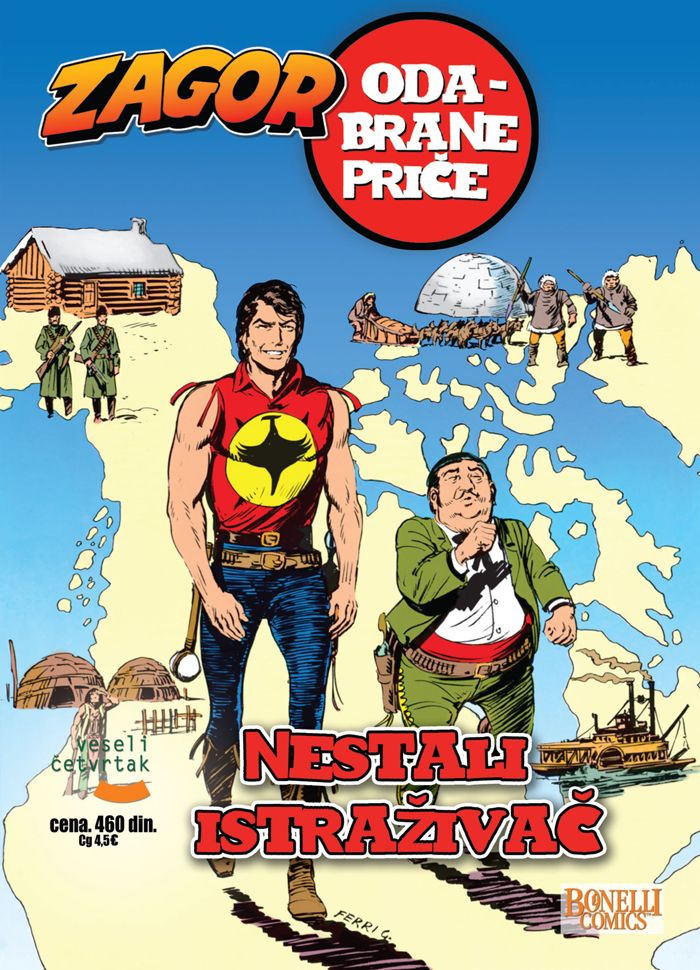 ZAGOR
ODA-
BRANE
PRIČE
NESTALI
ISTRAŽIVAČ
veseli
četvrtak
cena. 460 din.
Cg 4,5€
FERRI G.
BONELLI
COMICS